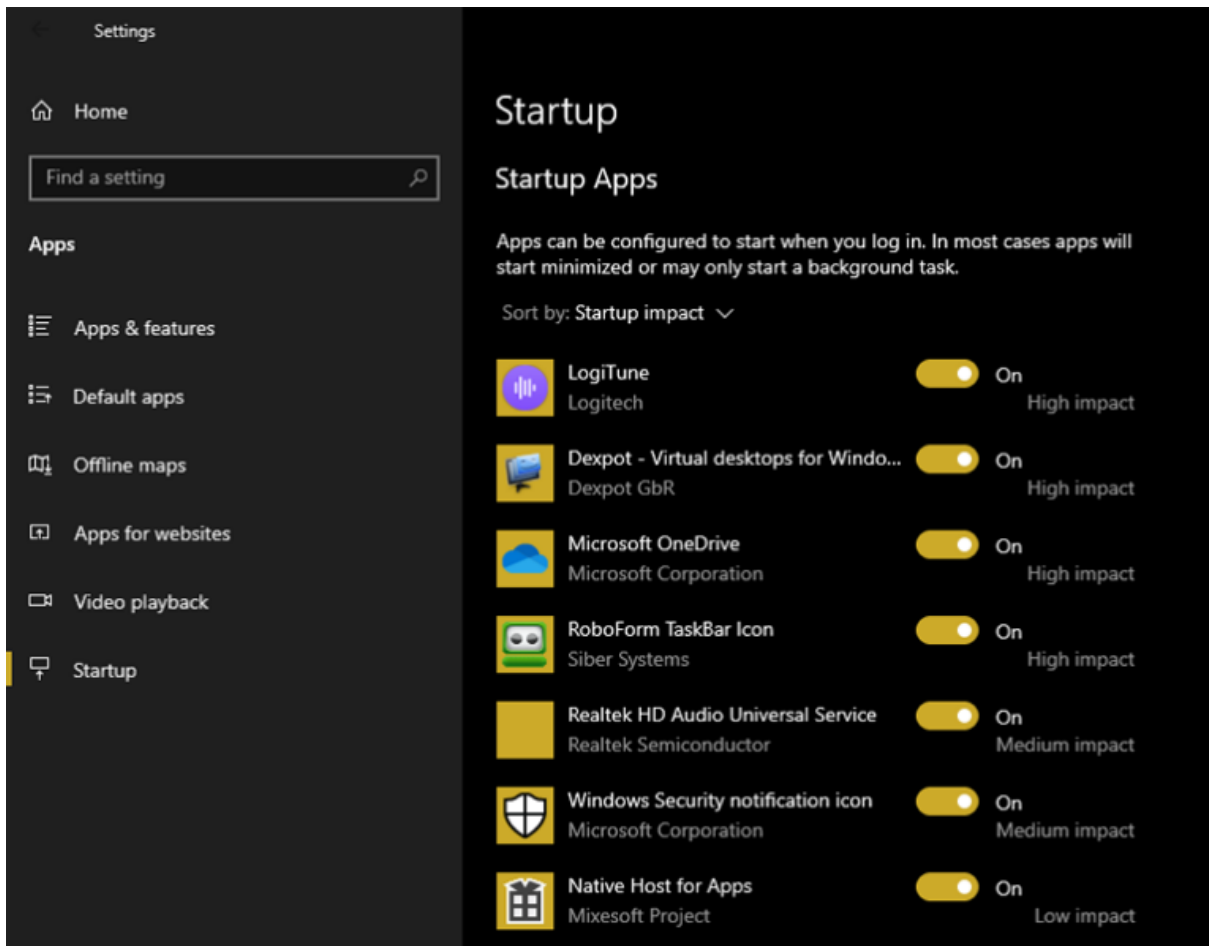 Settings
Home
Find a setting
Apps
Apps & features
Default apps
Offline maps
Apps for websites
Video playback
Startup
Startup
Startup Apps
Apps can be configured to start when you log in. In most cases apps will
start minimized or may only start a background task.
Sort by: Startup impact
LogiTune
On
Logitech
High impact
Dexpot - Virtual desktops for Windo...
On
Dexpot GbR
High impact
Microsoft OneDrive
On
Microsoft Corporation
High impact
RoboForm TaskBar Icon
On
Siber Systems
High impact
Realtek HD Audio Universal Service
On
Realtek Semiconductor
Medium impact
Windows Security notification icon
On
Microsoft Corporation
Medium impact
Native Host for Apps
On
Mixesoft Project
Low impact